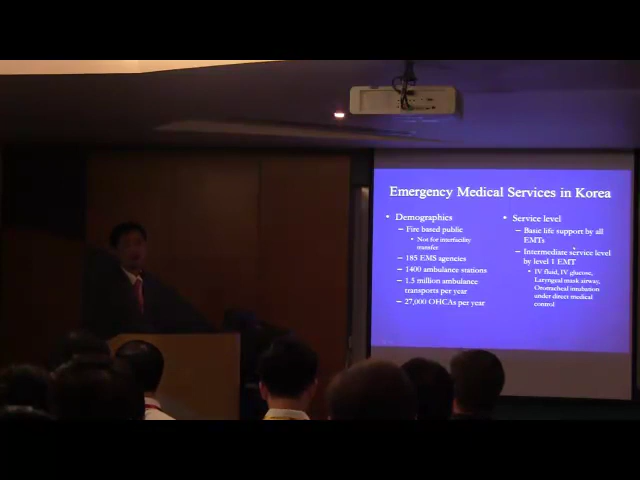 Emergency Medical Services in Korea
• Demographics
– Fire based public
• Not for interfacility
transfer
– 185 EMS agencies
– 1400 ambulance stations
– 1.5 million ambulance
transports per year
– 27,000 OHCAs per year
• Service level
– Basic life support by all
EMTs
– Intermediate service level
by level 1 EMT
• IV fluid, IV glucose,
Laryngeal mask airway,
Orotracheal intubation
under direct medical
control